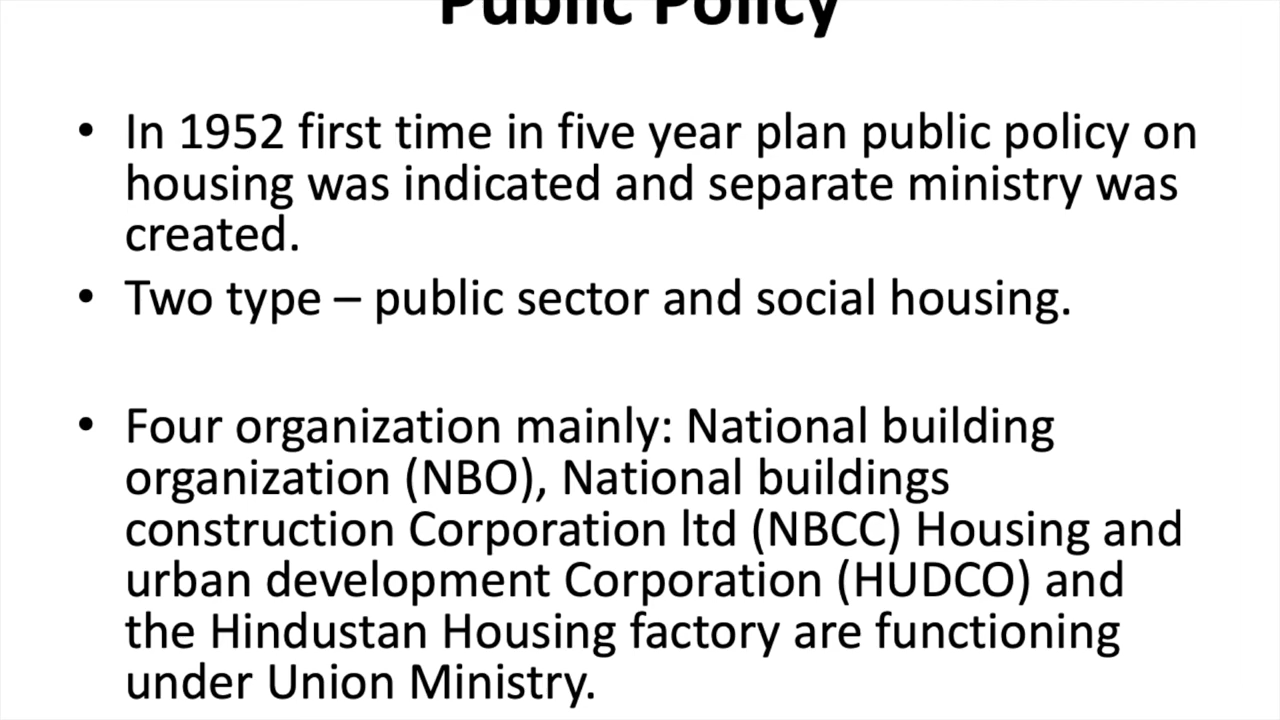 Public Policy
• In 1952 first time in five year plan public policy on
housing was indicated and separate ministry was
created.
• Two type – public sector and social housing.
• Four organization mainly: National building
organization (NBO), National buildings
construction Corporation ltd (NBCC) Housing and
urban development Corporation (HUDCO) and
the Hindustan Housing factory are functioning
under Union Ministry.